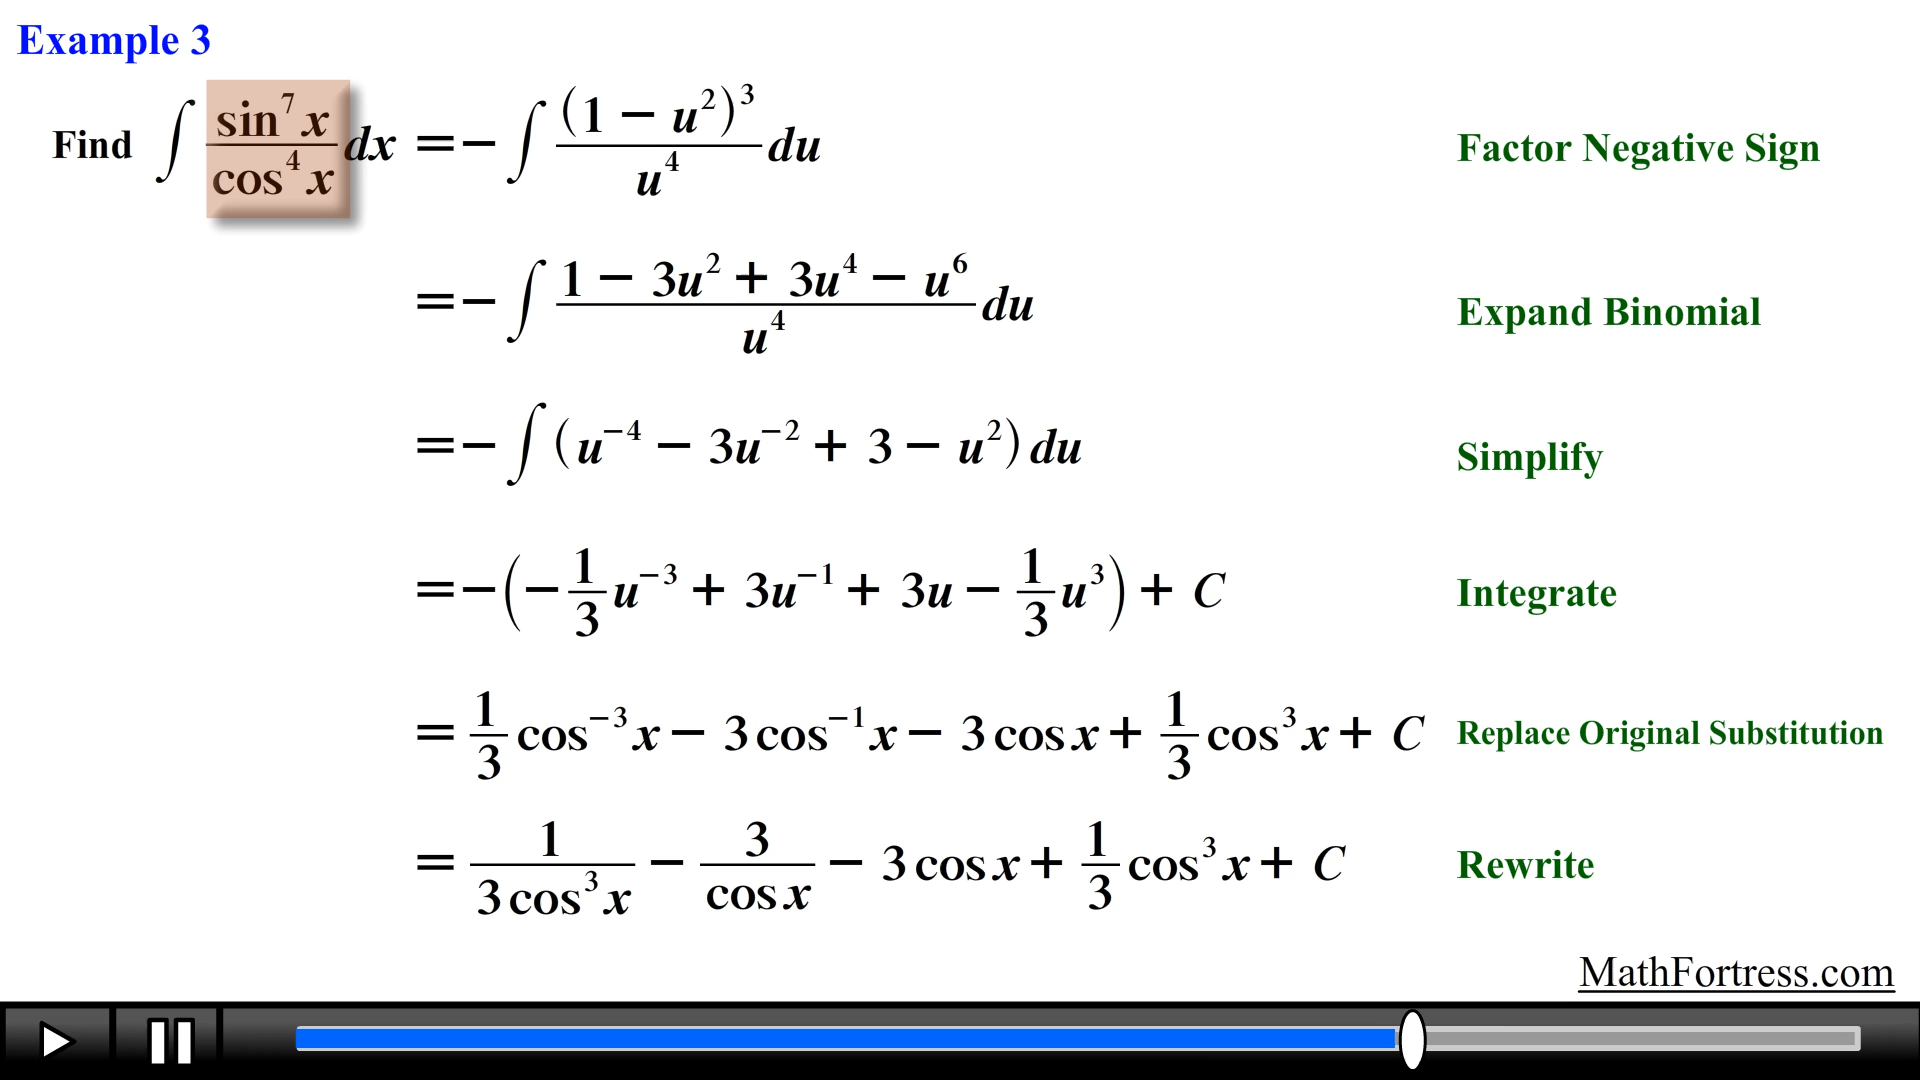 Example 3
Find ∫ sin⁷x / cos⁴x dx = − ∫ (1 − u²)³ / u⁴ du Factor Negative Sign
= − ∫ 1 − 3u² + 3u⁴ − u⁶ / u⁴ du Expand Binomial
= − ∫ (u⁻⁴ − 3u⁻² + 3 − u²) du Simplify
= −(−1/3 u⁻³ + 3u⁻¹ + 3u − 1/3 u³) + C Integrate
= 1/3 cos⁻³x − 3cos⁻¹x − 3cosx + 1/3 cos³x + C Replace Original Substitution
= 1 / 3cos³x − 3 / cosx − 3cosx + 1/3 cos³x + C Rewrite
MathFortress.com